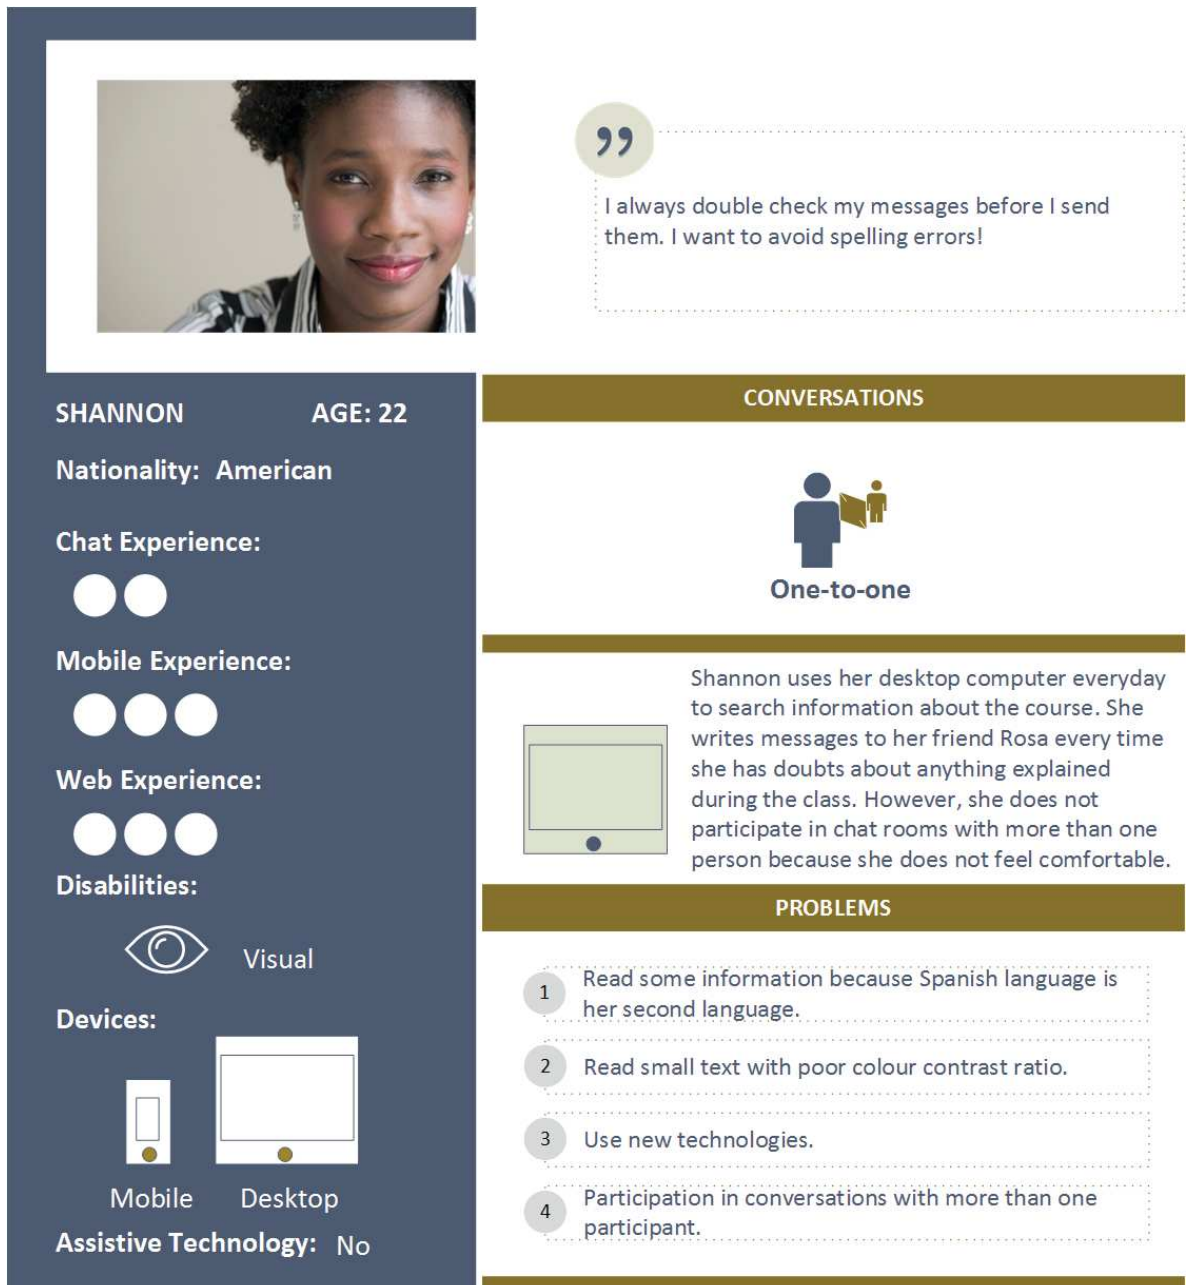 ”
I always double check my messages before I send
them. I want to avoid spelling errors!
SHANNON AGE: 22
Nationality: American
Chat Experience:
Mobile Experience:
Web Experience:
Disabilities:
Visual
Devices:
Mobile Desktop
Assistive Technology: No
CONVERSATIONS
One-to-one
Shannon uses her desktop computer everyday
to search information about the course. She
writes messages to her friend Rosa every time
she has doubts about anything explained
during the class. However, she does not
participate in chat rooms with more than one
person because she does not feel comfortable.
PROBLEMS
1 Read some information because Spanish language is
her second language.
2 Read small text with poor colour contrast ratio.
3 Use new technologies.
4 Participation in conversations with more than one
participant.